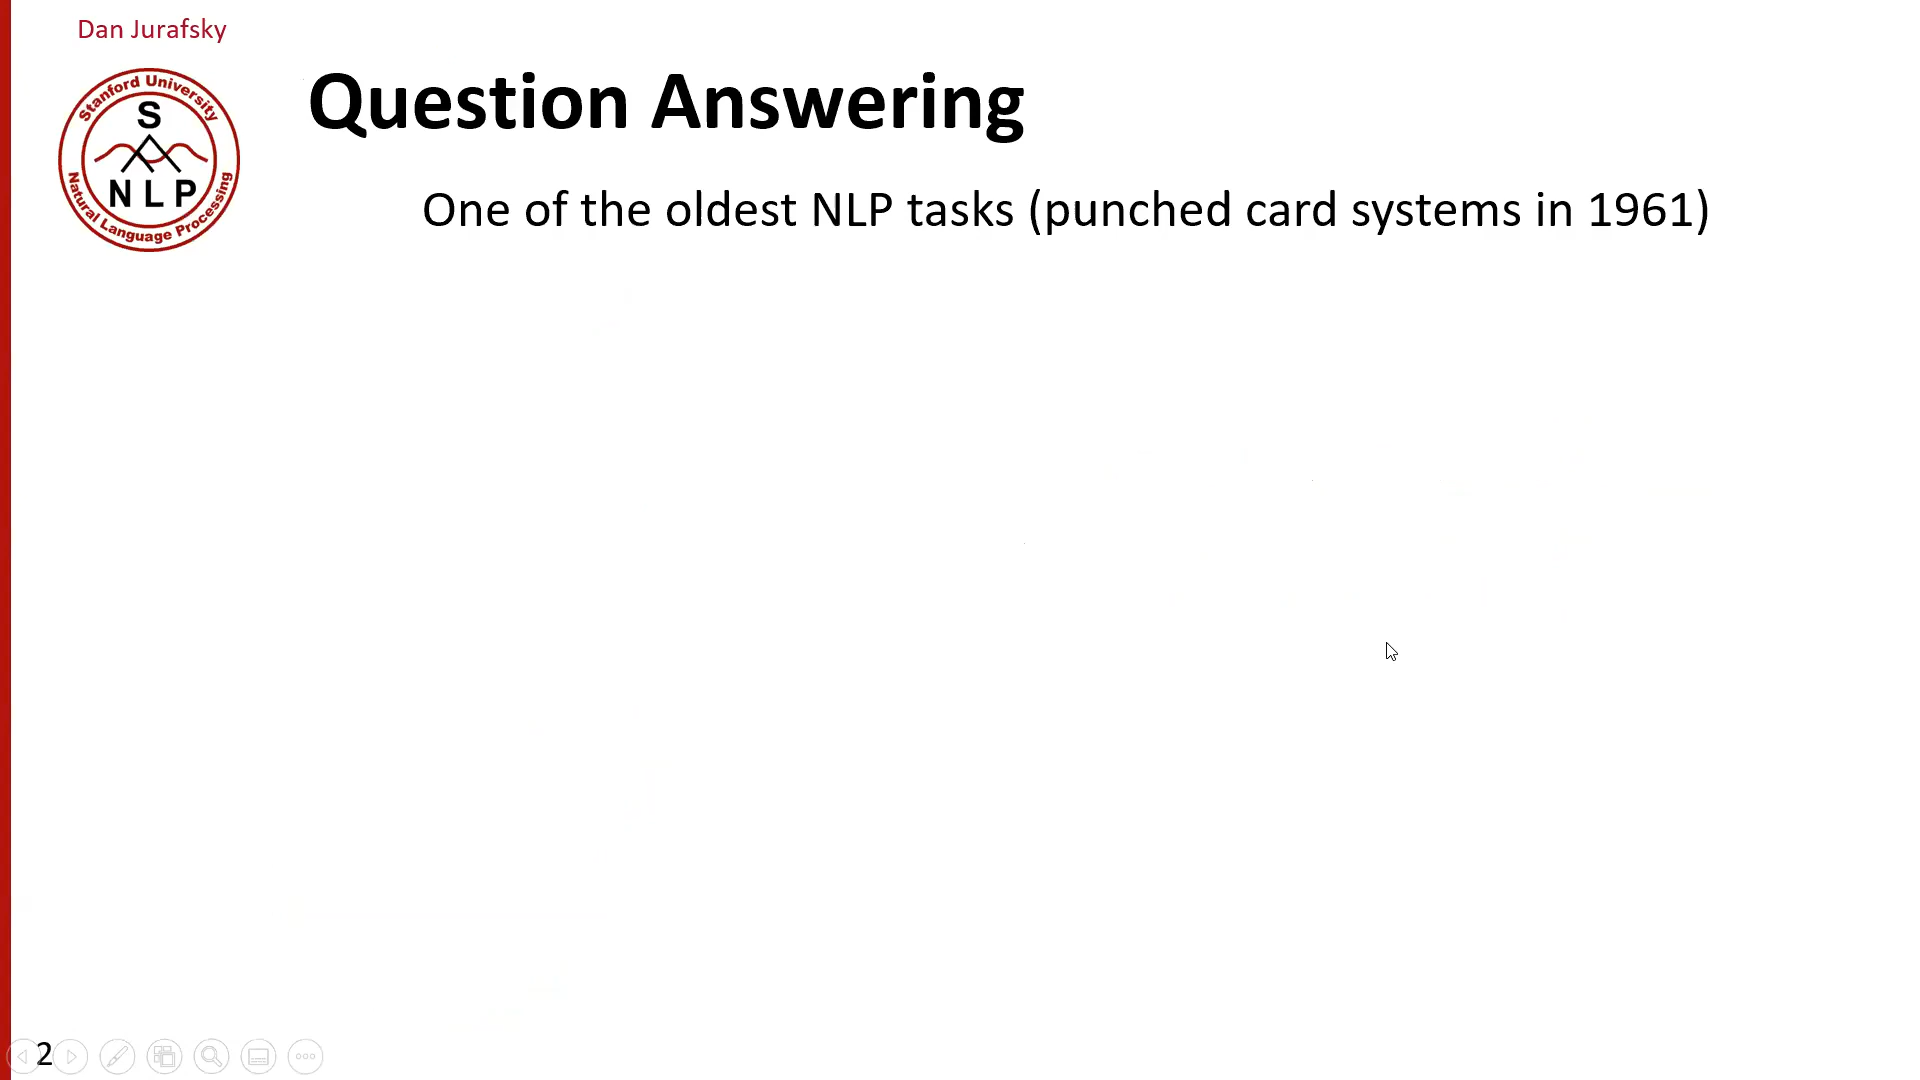 Dan Jurafsky
Stanford University
S
NLP
Natural Language Processing
Question Answering
One of the oldest NLP tasks (punched card systems in 1961)
2